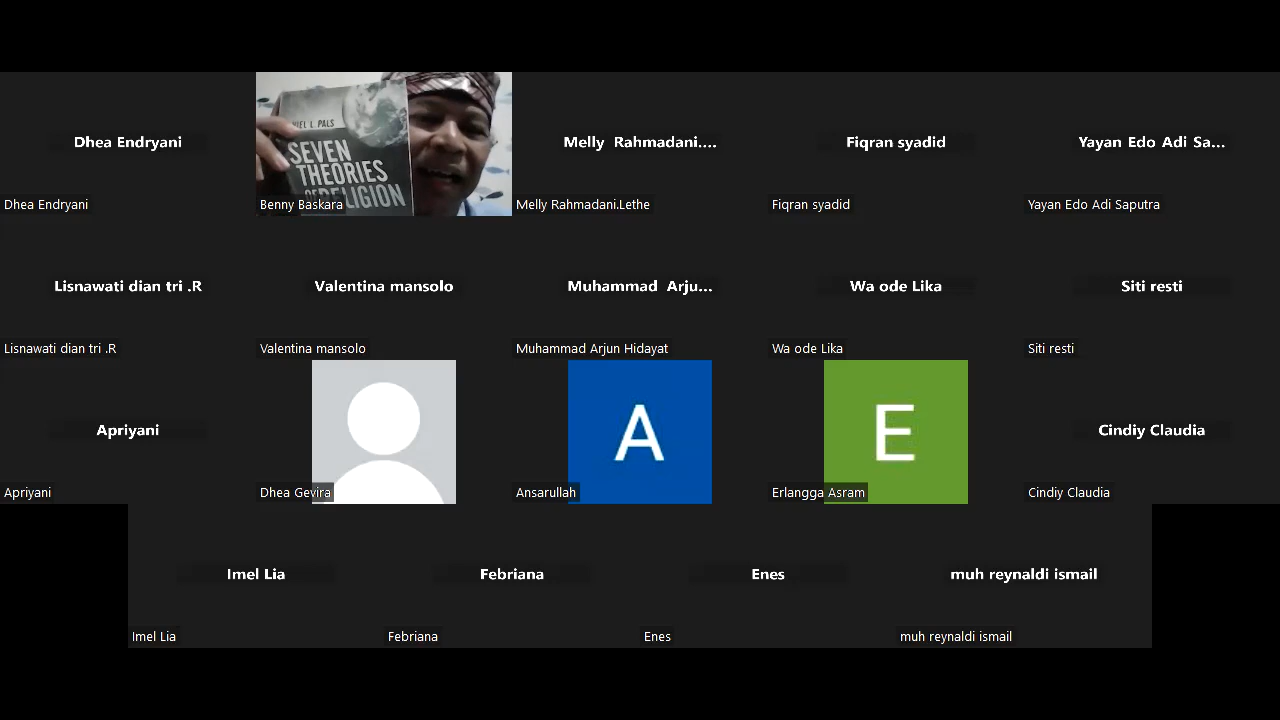 Dhea Endryani
Dhea Endryani
IEL L. PALS
SEVEN
THEORIES
OF RELIGION
Benny Baskara
Melly Rahmadani....
Melly Rahmadani.Lethe
Fiqran syadid
Fiqran syadid
Yayan Edo Adi Sa...
Yayan Edo Adi Saputra
Lisnawati dian tri .R
Lisnawati dian tri .R
Valentina mansolo
Valentina mansolo
Muhammad Arju...
Muhammad Arjun Hidayat
Wa ode Lika
Wa ode Lika
Siti resti
Siti resti
Apriyani
Apriyani
Dhea Gevira
A
Ansarullah
E
Erlangga Asram
Cindiy Claudia
Cindiy Claudia
Imel Lia
Imel Lia
Febriana
Febriana
Enes
Enes
muh reynaldi ismail
muh reynaldi ismail